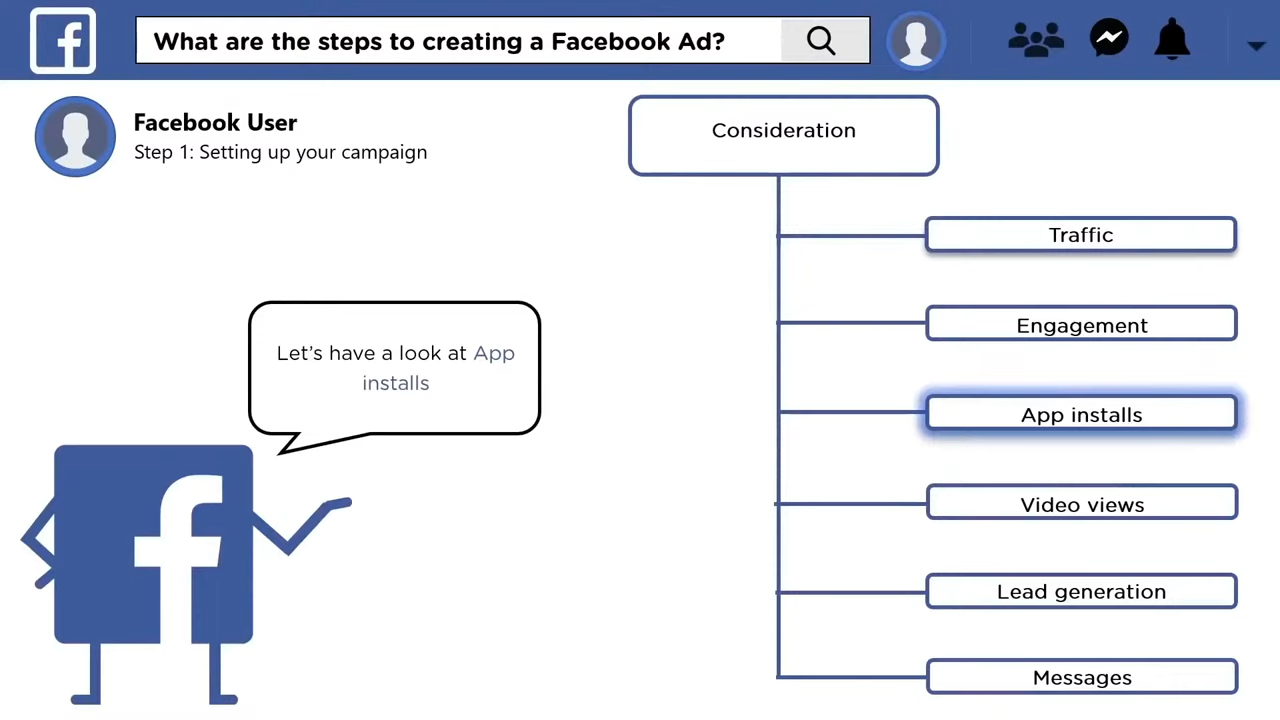 What are the steps to creating a Facebook Ad?
Facebook User
Step 1: Setting up your campaign
Consideration
Traffic
Engagement
Let's have a look at App
installs
App installs
Video views
Lead generation
Messages